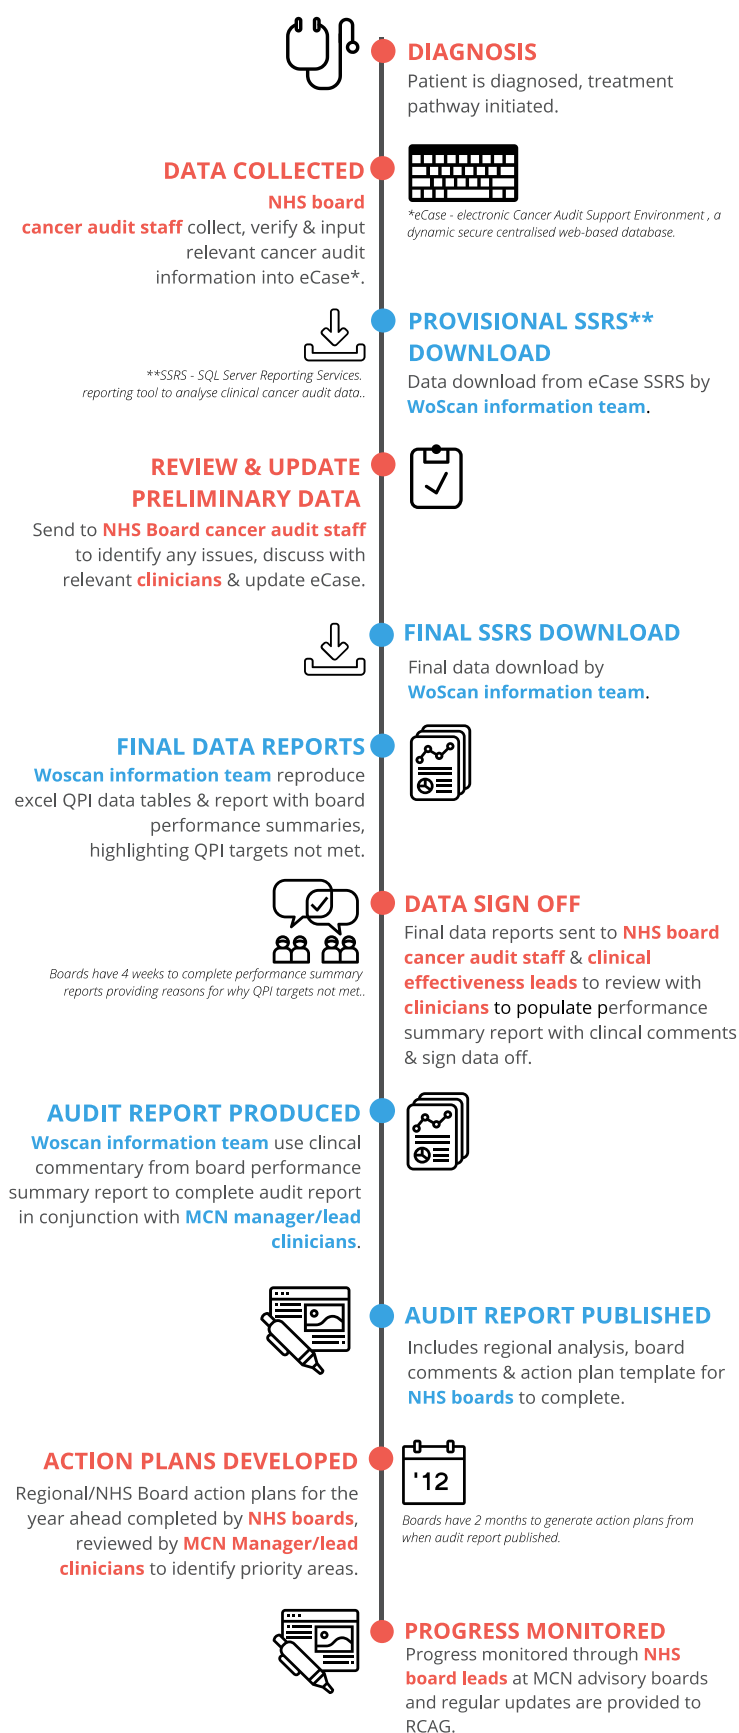 DIAGNOSIS
Patient is diagnosed, treatment
pathway initiated.
DATA COLLECTED
NHS board
cancer audit staff collect, verify & input
relevant cancer audit
information into eCase*.
*eCase - electronic Cancer Audit Support Environment , a
dynamic secure centralised web-based database.
PROVISIONAL SSRS**
DOWNLOAD
Data download from eCase SSRS by
WoScan information team.
**SSRS - SQL Server Reporting Services.
reporting tool to analyse clinical cancer audit data..
REVIEW & UPDATE
PRELIMINARY DATA
Send to NHS Board cancer audit staff
to identify any issues, discuss with
relevant clinicians & update eCase.
FINAL SSRS DOWNLOAD
Final data download by
WoScan information team.
FINAL DATA REPORTS
Woscan information team reproduce
excel QPI data tables & report with board
performance summaries,
highlighting QPI targets not met.
DATA SIGN OFF
Final data reports sent to NHS board
cancer audit staff & clinical
effectiveness leads to review with
clinicians to populate performance
summary report with clincal comments
& sign data off.
Boards have 4 weeks to complete performance summary
reports providing reasons for why QPI targets not met..
AUDIT REPORT PRODUCED
Woscan information team use clincal
commentary from board performance
summary report to complete audit report
in conjunction with MCN manager/lead
clinicians.
AUDIT REPORT PUBLISHED
Includes regional analysis, board
comments & action plan template for
NHS boards to complete.
ACTION PLANS DEVELOPED
Regional/NHS Board action plans for the
year ahead completed by NHS boards,
reviewed by MCN Manager/lead
clinicians to identify priority areas.
'12
Boards have 2 months to generate action plans from
when audit report published.
PROGRESS MONITORED
Progress monitored through NHS
board leads at MCN advisory boards
and regular updates are provided to
RCAG.